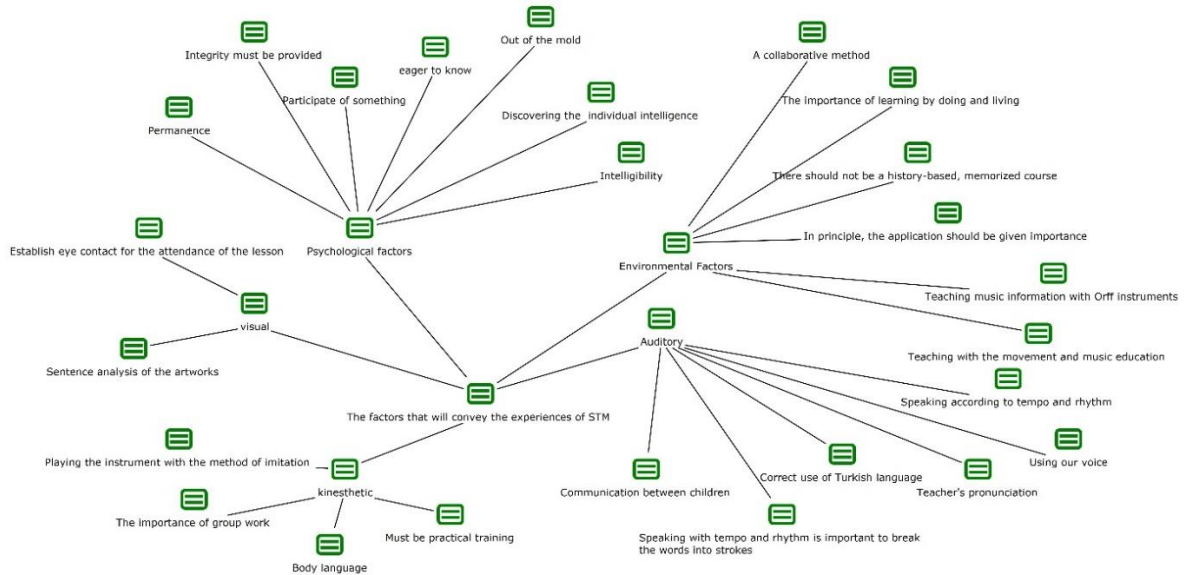 Out of the mold
Integrity must be provided
A collaborative method
eager to know
Participate of something
The importance of learning by doing and living
Discovering the individual intelligence
Permanence
Intelligibility
There should not be a history-based, memorized course
In principle, the application should be given importance
Establish eye contact for the attendance of the lesson
Psychological factors
Environmental Factors
Teaching music information with Orff instruments
visual
Auditory
Teaching with the movement and music education
Sentence analysis of the artworks
Speaking according to tempo and rhythm
The factors that will convey the experiences of STM
Playing the instrument with the method of imitation
Using our voice
Correct use of Turkish language
kinesthetic
Communication between children
Teacher's pronunciation
The importance of group work
Must be practical training
Speaking with tempo and rhythm is important to break
the words into strokes
Body language